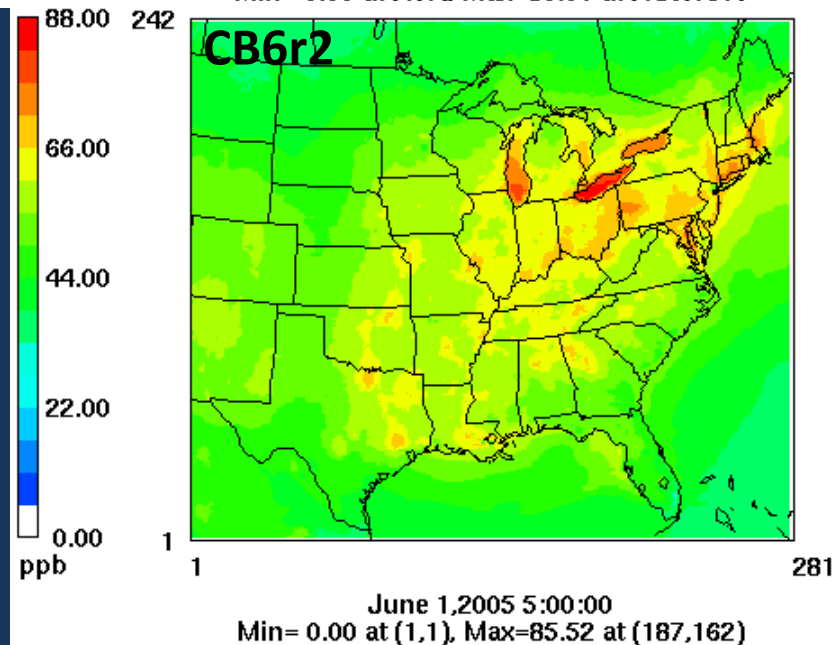 88.00
66.00
44.00
22.00
0.00
ppb
242
CB6r2
1
1
281
June 1,2005 5:00:00
Min= 0.00 at (1,1), Max=85.52 at (187,162)